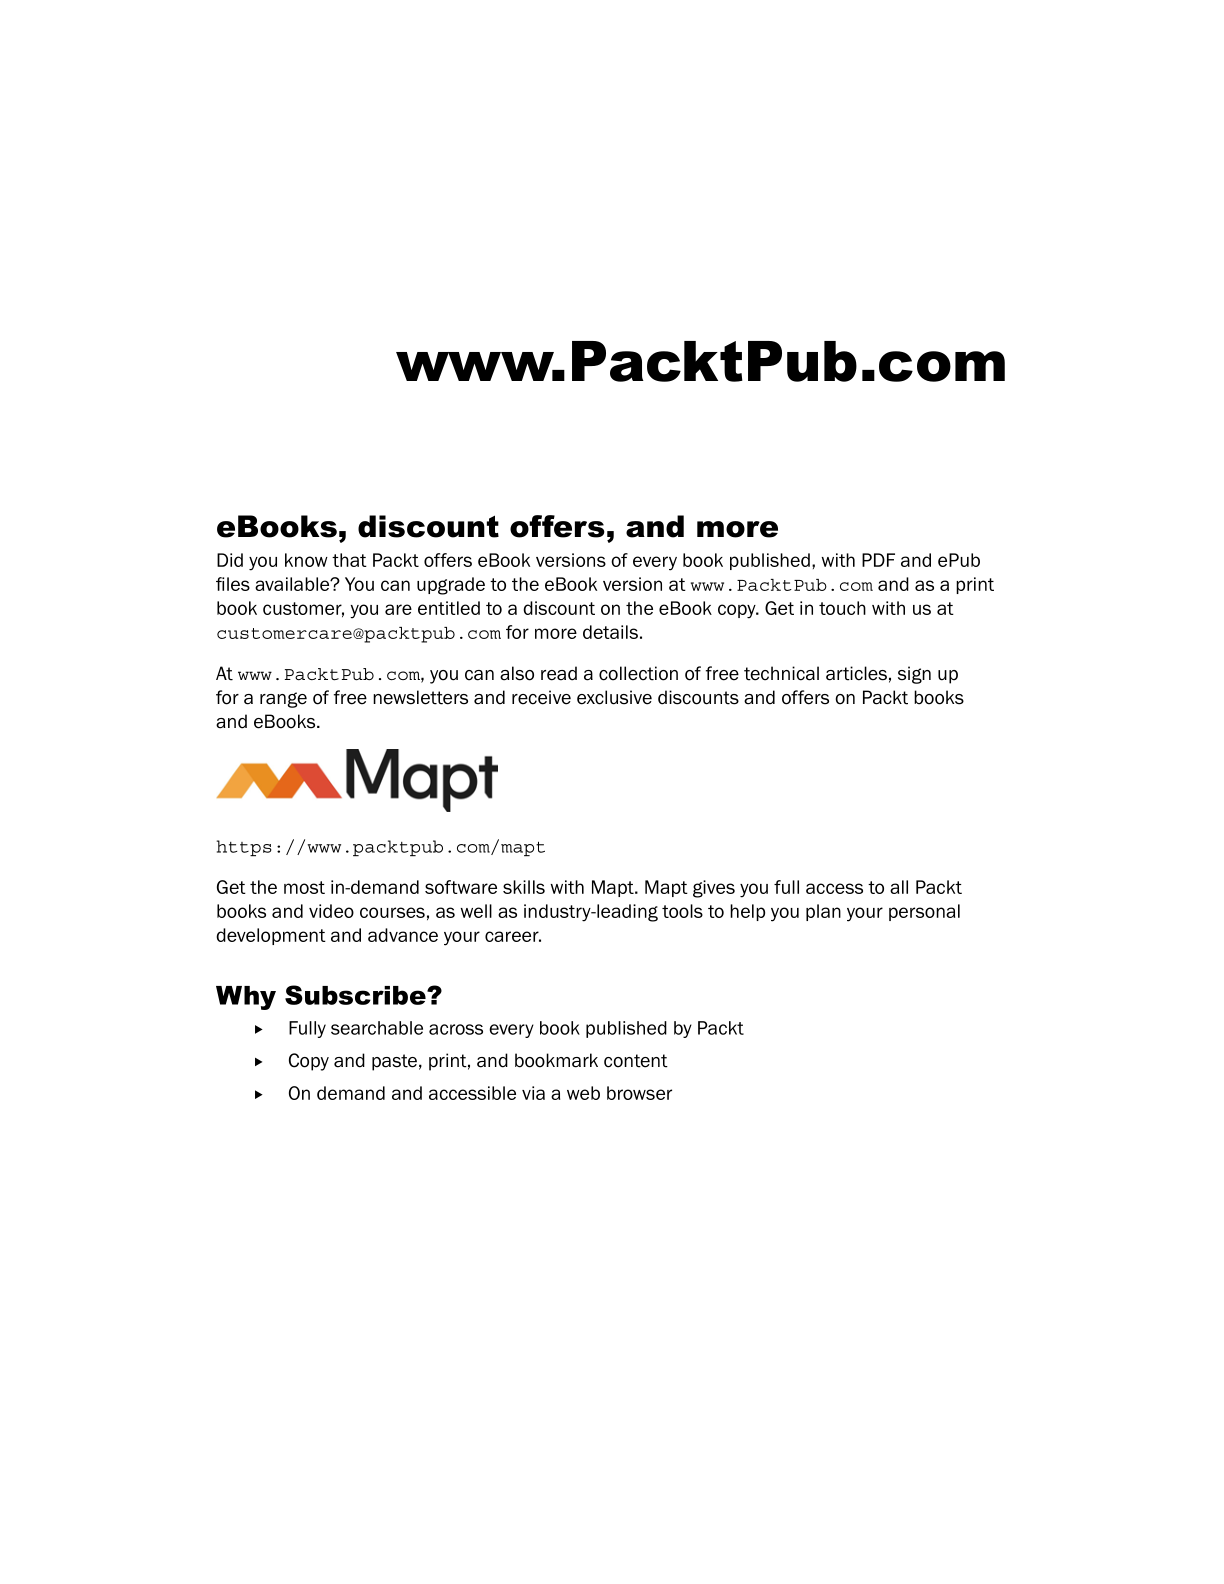 www.PacktPub.com
eBooks, discount offers, and more
Did you know that Packt offers eBook versions of every book published, with PDF and ePub
files available? You can upgrade to the eBook version at www.PacktPub.com and as a print
book customer, you are entitled to a discount on the eBook copy. Get in touch with us at
customercare@packtpub.com for more details.
At www.PacktPub.com, you can also read a collection of free technical articles, sign up
for a range of free newsletters and receive exclusive discounts and offers on Packt books
and eBooks.
Mapt
https://www.packtpub.com/mapt
Get the most in-demand software skills with Mapt. Mapt gives you full access to all Packt
books and video courses, as well as industry-leading tools to help you plan your personal
development and advance your career.
Why Subscribe?
▶ Fully searchable across every book published by Packt
▶ Copy and paste, print, and bookmark content
▶ On demand and accessible via a web browser